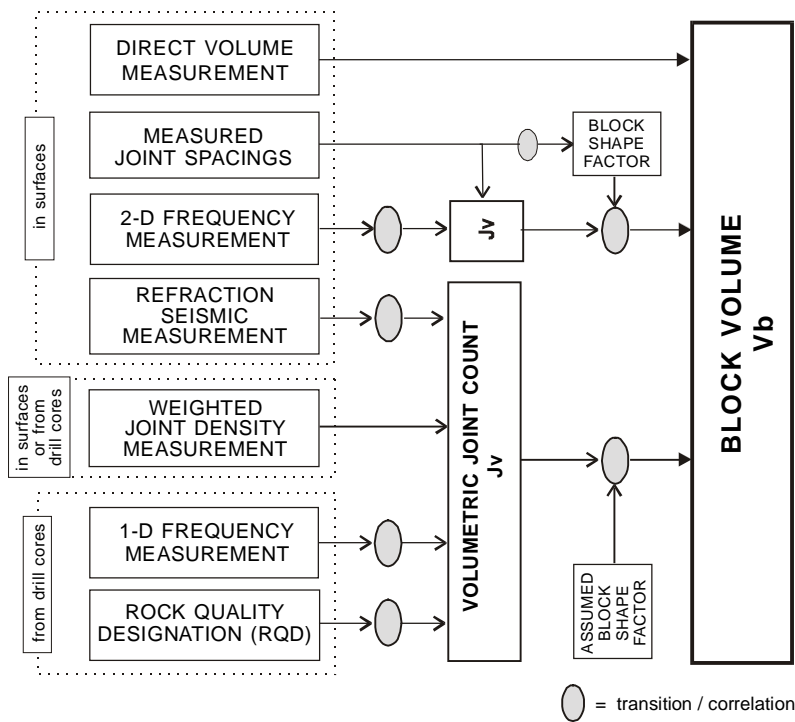 DIRECT VOLUME
MEASUREMENT
MEASURED
JOINT SPACINGS
BLOCK
SHAPE
FACTOR
in surfaces
2-D FREQUENCY
MEASUREMENT
Jv
REFRACTION
SEISMIC
MEASUREMENT
in surfaces
or from
drill cores
WEIGHTED
JOINT DENSITY
MEASUREMENT
VOLUMETRIC JOINT COUNT
Jv
BLOCK VOLUME
Vb
from drill cores
1-D FREQUENCY
MEASUREMENT
ROCK QUALITY
DESIGNATION (RQD)
ASSUMED
BLOCK
SHAPE
FACTOR
= transition / correlation